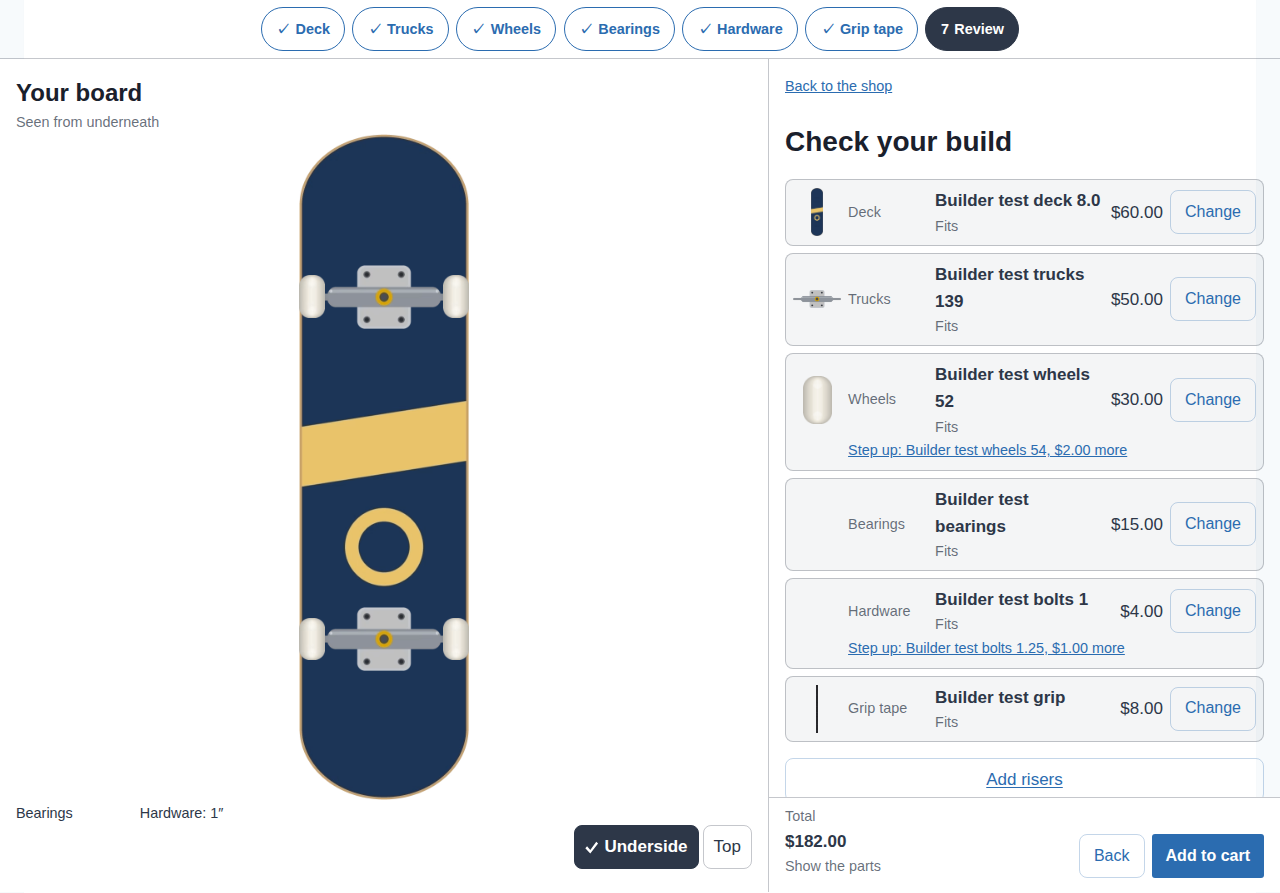 ✓ Deck
✓ Trucks
✓ Wheels
✓ Bearings
✓ Hardware
✓ Grip tape
7 Review
Your board
Seen from underneath
Bearings
Hardware: 1″
✓ Underside
Top
Back to the shop
Check your build
Deck
Builder test deck 8.0
Fits
$60.00
Change
Trucks
Builder test trucks
139
Fits
$50.00
Change
Wheels
Builder test wheels
52
Fits
$30.00
Change
Step up: Builder test wheels 54, $2.00 more
Bearings
Builder test
bearings
Fits
$15.00
Change
Hardware
Builder test bolts 1
Fits
$4.00
Change
Step up: Builder test bolts 1.25, $1.00 more
Grip tape
Builder test grip
Fits
$8.00
Change
Add risers
Total
$182.00
Show the parts
Back
Add to cart